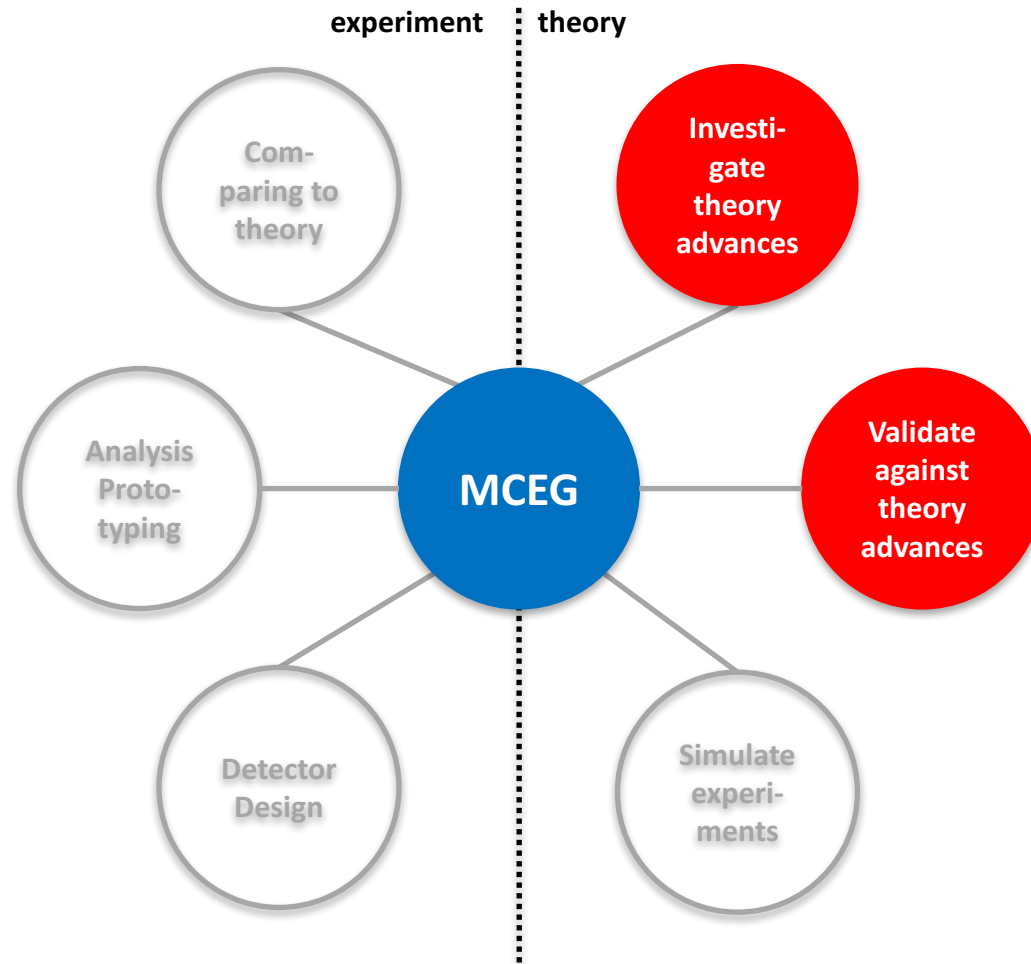 experiment theory
Com-
paring to
theory
Investi-
gate
theory
advances
Analysis
Proto-
typing
MCEG
Validate
against
theory
advances
Detector
Design
Simulate
experi-
ments